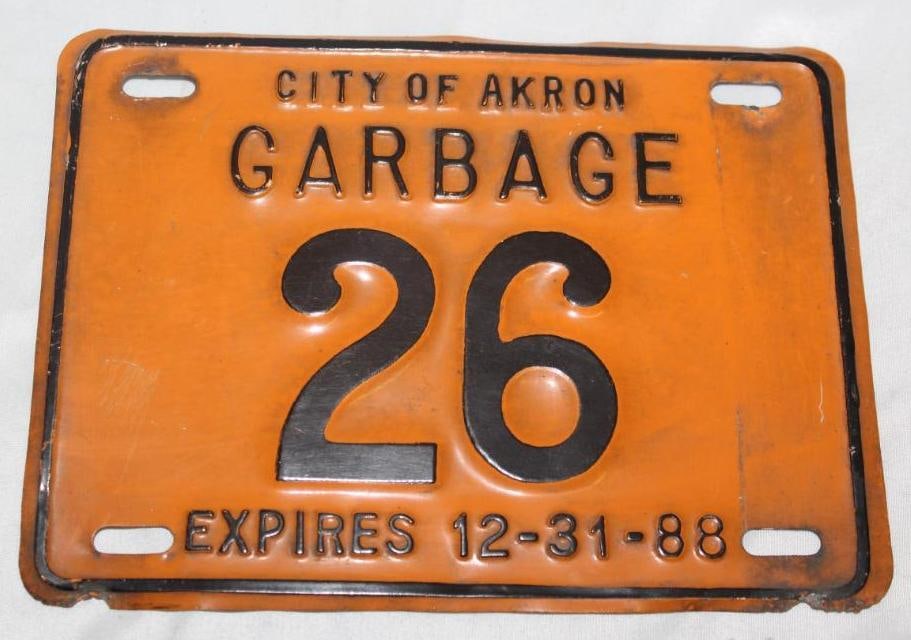 CITY OF AKRON
GARBAGE
26
EXPIRES 12-31-88